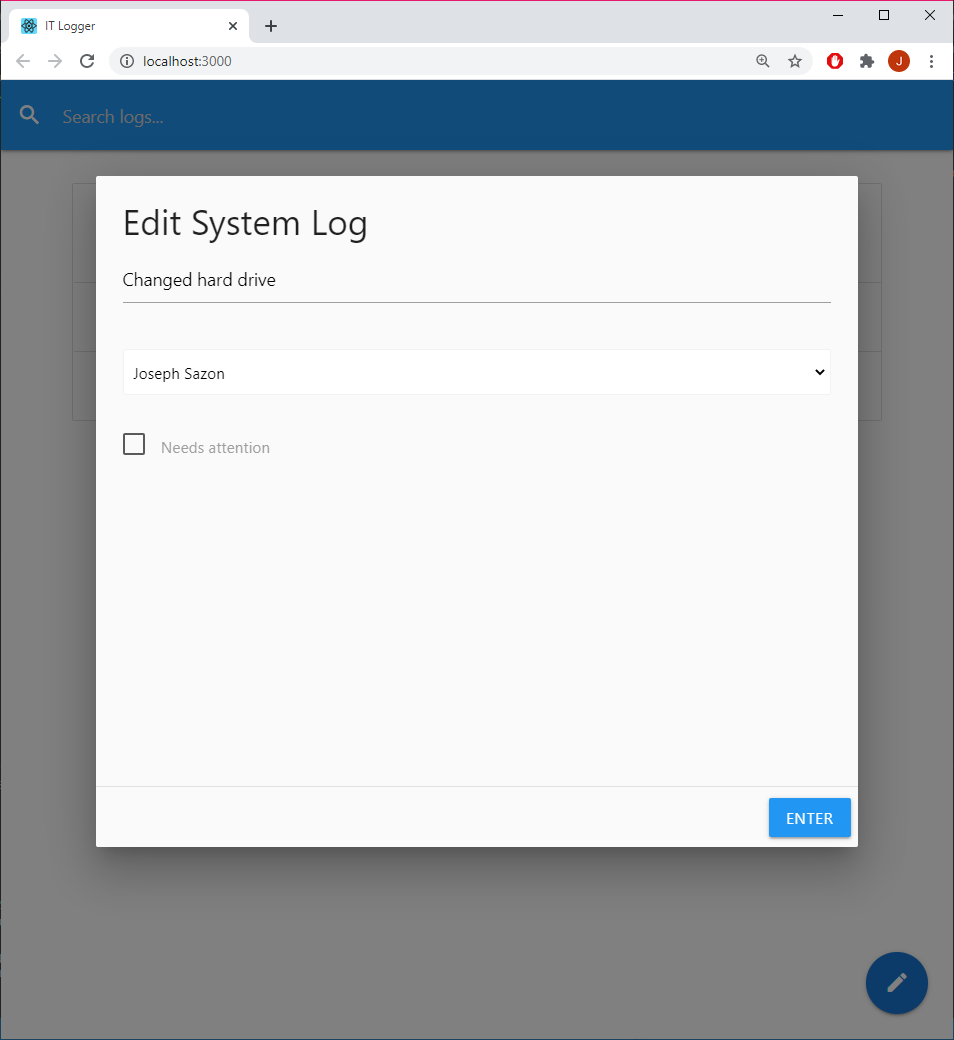 IT Logger
localhost:3000
J
Search logs...
Edit System Log
Changed hard drive
Joseph Sazon
Needs attention
ENTER